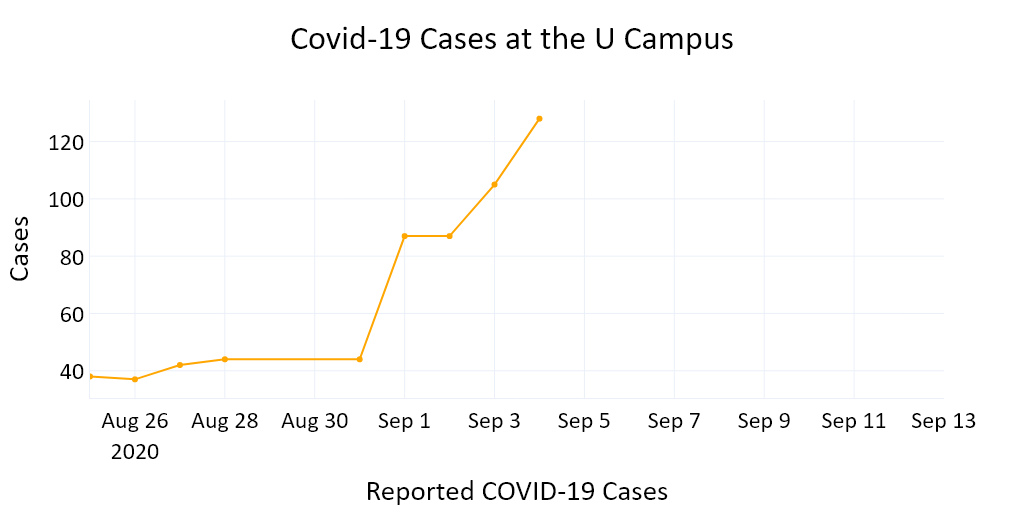 Covid-19 Cases at the U Campus
120
100
80
60
40
Cases
Aug 26 Aug 28 Aug 30 Sep 1 Sep 3 Sep 5 Sep 7 Sep 9 Sep 11 Sep 13
2020
Reported COVID-19 Cases